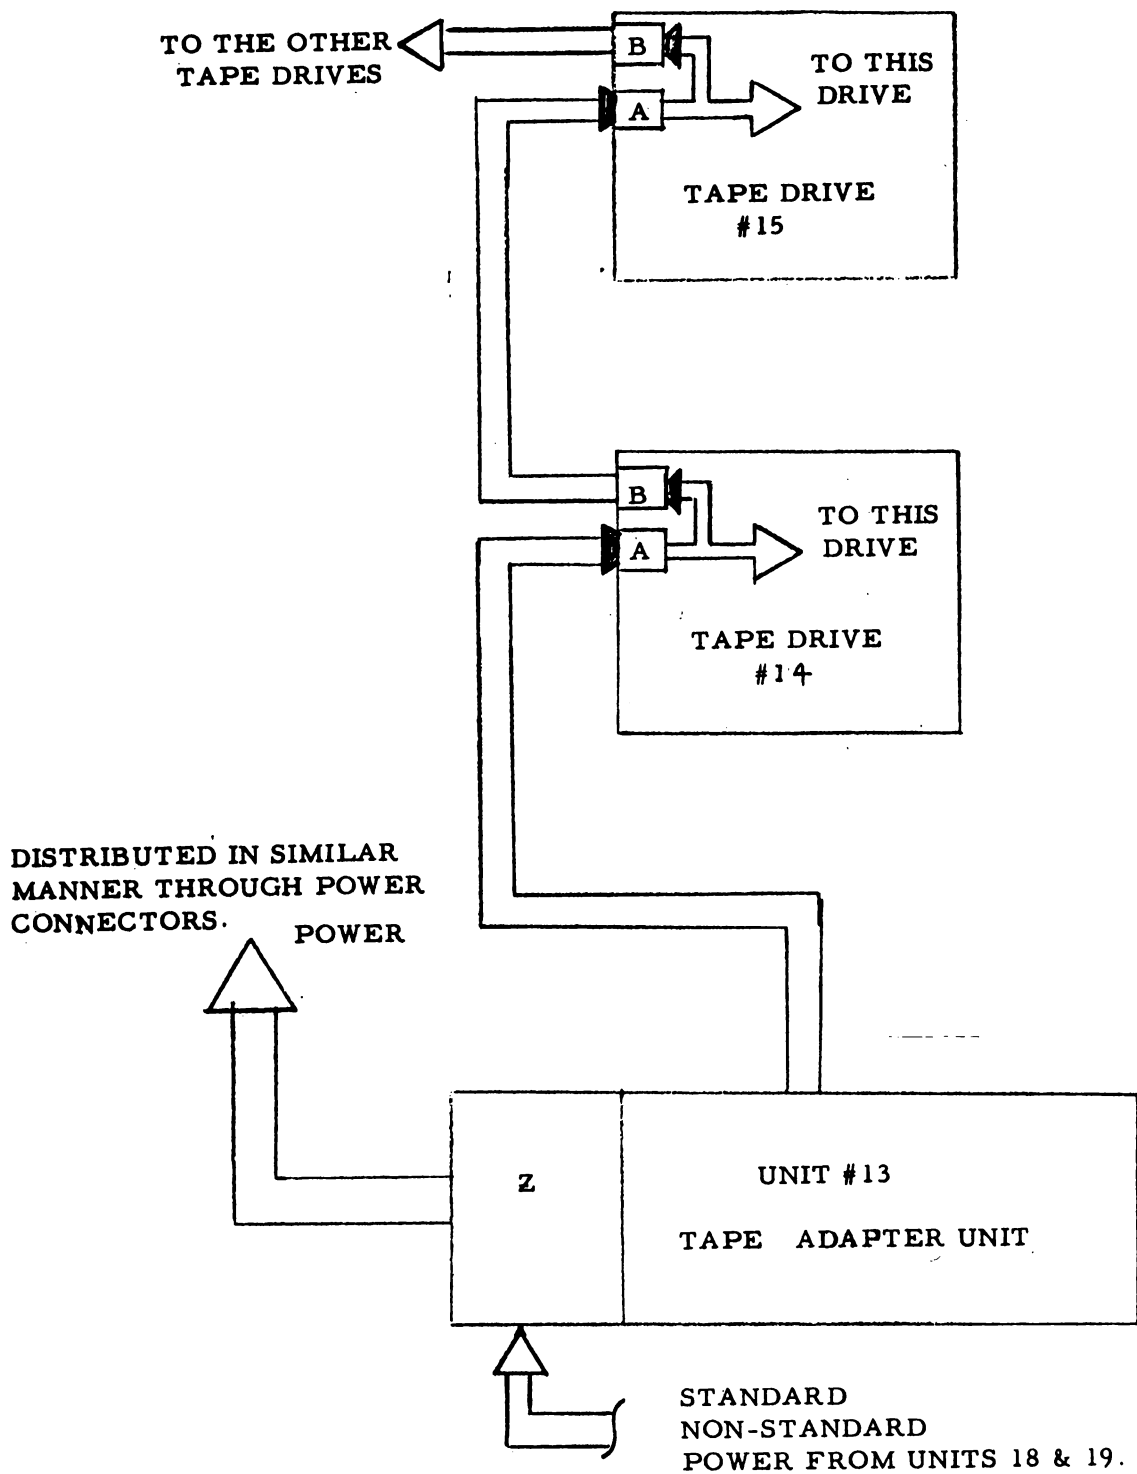 TO THE OTHER
TAPE DRIVES
B
A
TO THIS
DRIVE
TAPE DRIVE
#15
B
A
TO THIS
DRIVE
TAPE DRIVE
#14
DISTRIBUTED IN SIMILAR
MANNER THROUGH POWER
CONNECTORS.
POWER
Z
UNIT #13
TAPE ADAPTER UNIT
STANDARD
NON-STANDARD
POWER FROM UNITS 18 & 19.